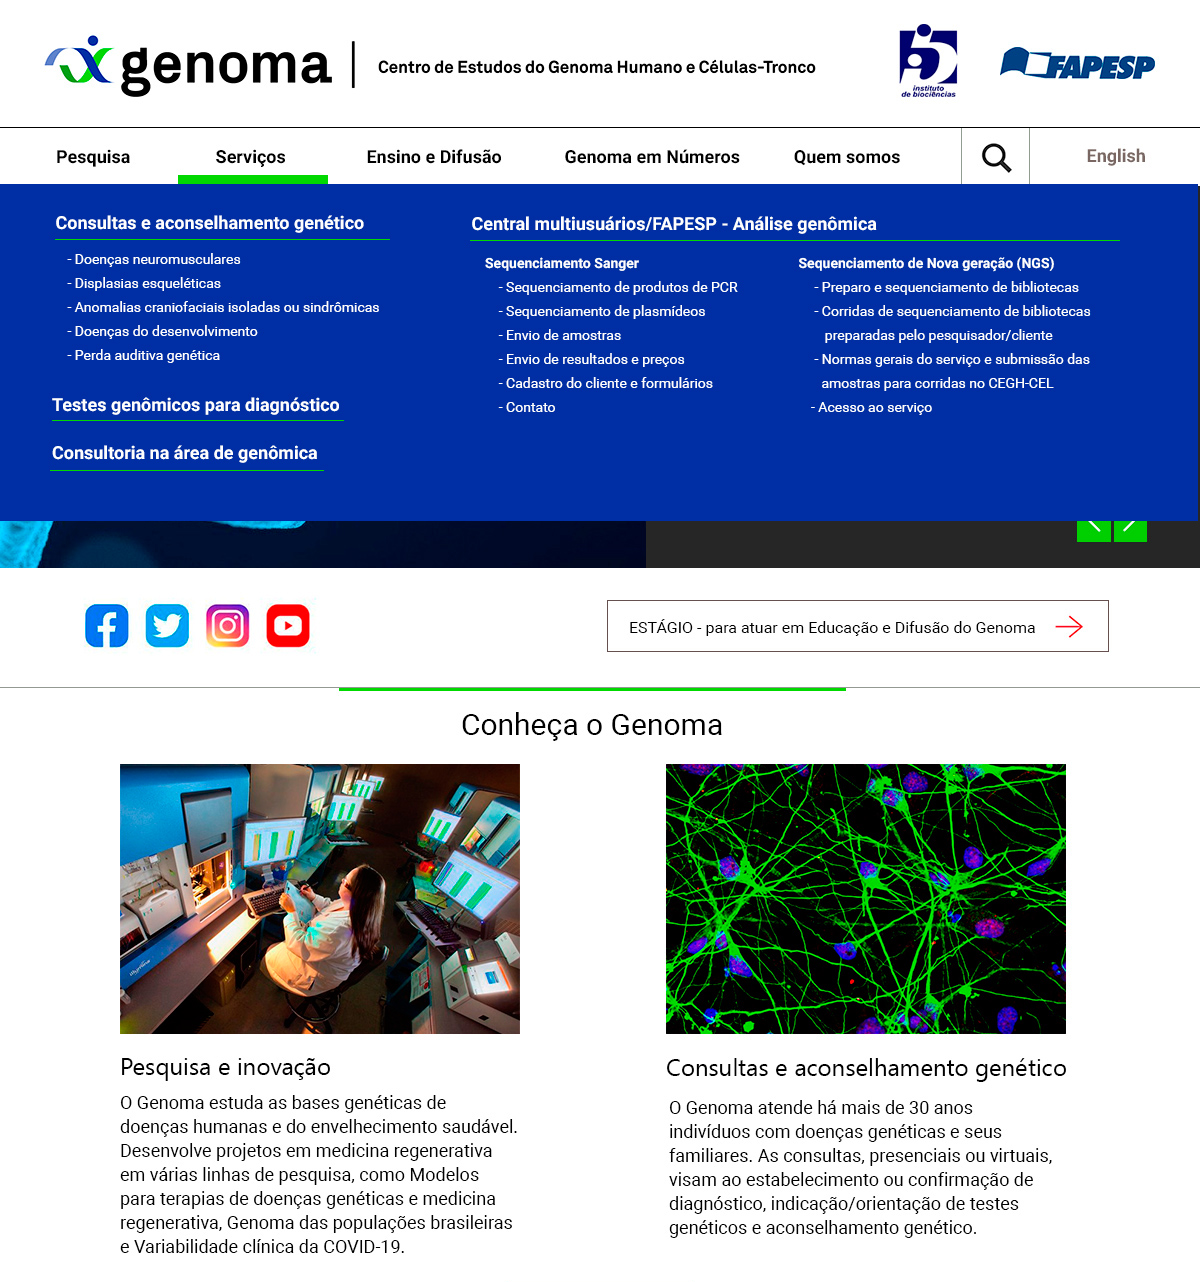 genoma
Centro de Estudos do Genoma Humano e Células-Tronco
instituto
de biociências
FAPESP
Pesquisa
Serviços
Ensino e Difusão
Genoma em Números
Quem somos
English
Consultas e aconselhamento genético
- Doenças neuromusculares
- Displasias esqueléticas
- Anomalias craniofaciais isoladas ou sindrômicas
- Doenças do desenvolvimento
- Perda auditiva genética
Testes genômicos para diagnóstico
Consultoria na área de genômica
Central multiusuários/FAPESP - Análise genômica
Sequenciamento Sanger
- Sequenciamento de produtos de PCR
- Sequenciamento de plasmídeos
- Envio de amostras
- Envio de resultados e preços
- Cadastro do cliente e formulários
- Contato
Sequenciamento de Nova geração (NGS)
- Preparo e sequenciamento de bibliotecas
- Corridas de sequenciamento de bibliotecas
preparadas pelo pesquisador/cliente
- Normas gerais do serviço e submissão das
amostras para corridas no CEGH-CEL
- Acesso ao serviço
ESTÁGIO - para atuar em Educação e Difusão do Genoma
Conheça o Genoma
Pesquisa e inovação
O Genoma estuda as bases genéticas de
doenças humanas e do envelhecimento saudável.
Desenvolve projetos em medicina regenerativa
em várias linhas de pesquisa, como Modelos
para terapias de doenças genéticas e medicina
regenerativa, Genoma das populações brasileiras
e Variabilidade clínica da COVID-19.
Consultas e aconselhamento genético
O Genoma atende há mais de 30 anos
indivíduos com doenças genéticas e seus
familiares. As consultas, presenciais ou virtuais,
visam ao estabelecimento ou confirmação de
diagnóstico, indicação/orientação de testes
genéticos e aconselhamento genético.